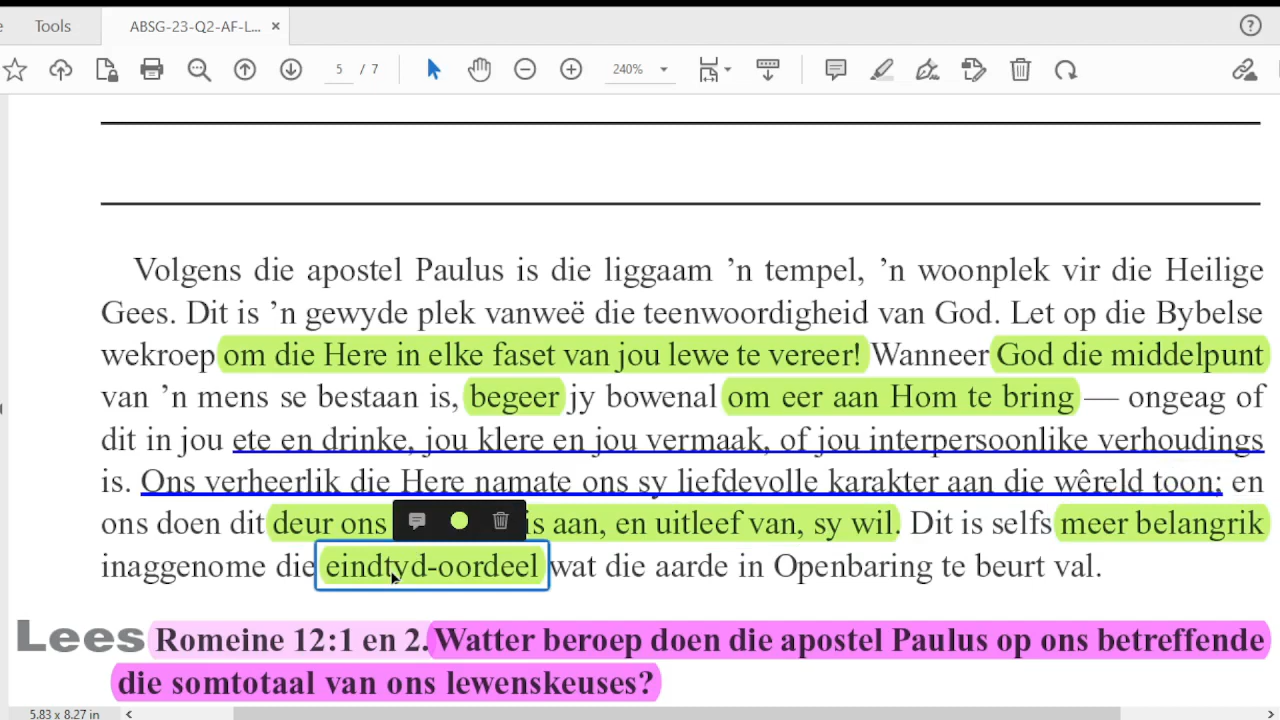 Tools
ABSG-23-Q2-AF-L... ×
5 / 7
240%
Volgens die apostel Paulus is die liggaam ’n tempel, ’n woonplek vir die Heilige
Gees. Dit is ’n gewyde plek vanweë die teenwoordigheid van God. Let op die Bybelse
wekroep om die Here in elke faset van jou lewe te vereer! Wanneer God die middelpunt
van ’n mens se bestaan is, begeer jy bowenal om eer aan Hom te bring — ongeag of
dit in jou ete en drinke, jou klere en jou vermaak, of jou interpersoonlike verhoudings
is. Ons verheerlik die Here namate ons sy liefdevolle karakter aan die wêreld toon; en
ons doen dit deur ons is aan, en uitleef van, sy wil. Dit is selfs meer belangrik
inaggenome die eindtyd-oordeel wat die aarde in Openbaring te beurt val.
Lees Romeine 12:1 en 2. Watter beroep doen die apostel Paulus op ons betreffende
die somtotaal van ons lewenskeuses?
5.83 x 8.27 in